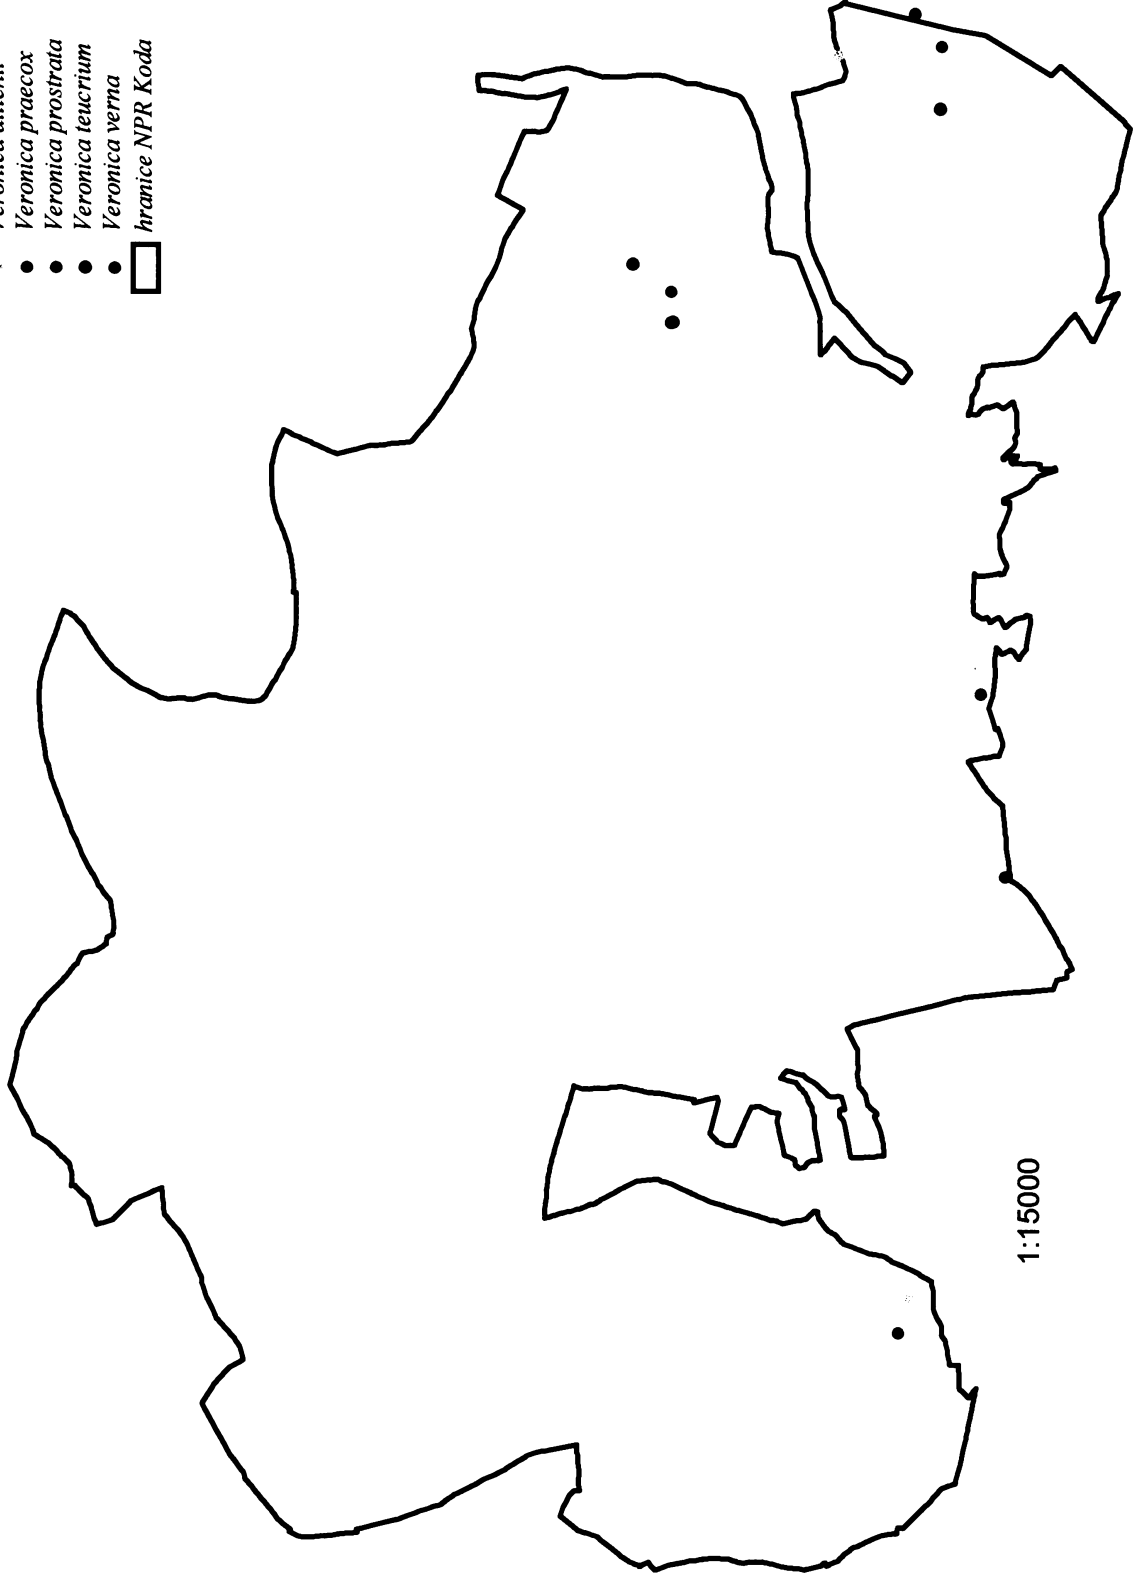 Veronica praecox
Veronica prostrata
Veronica teucrium
Veronica verna
hranice NPR Koda
1:15000